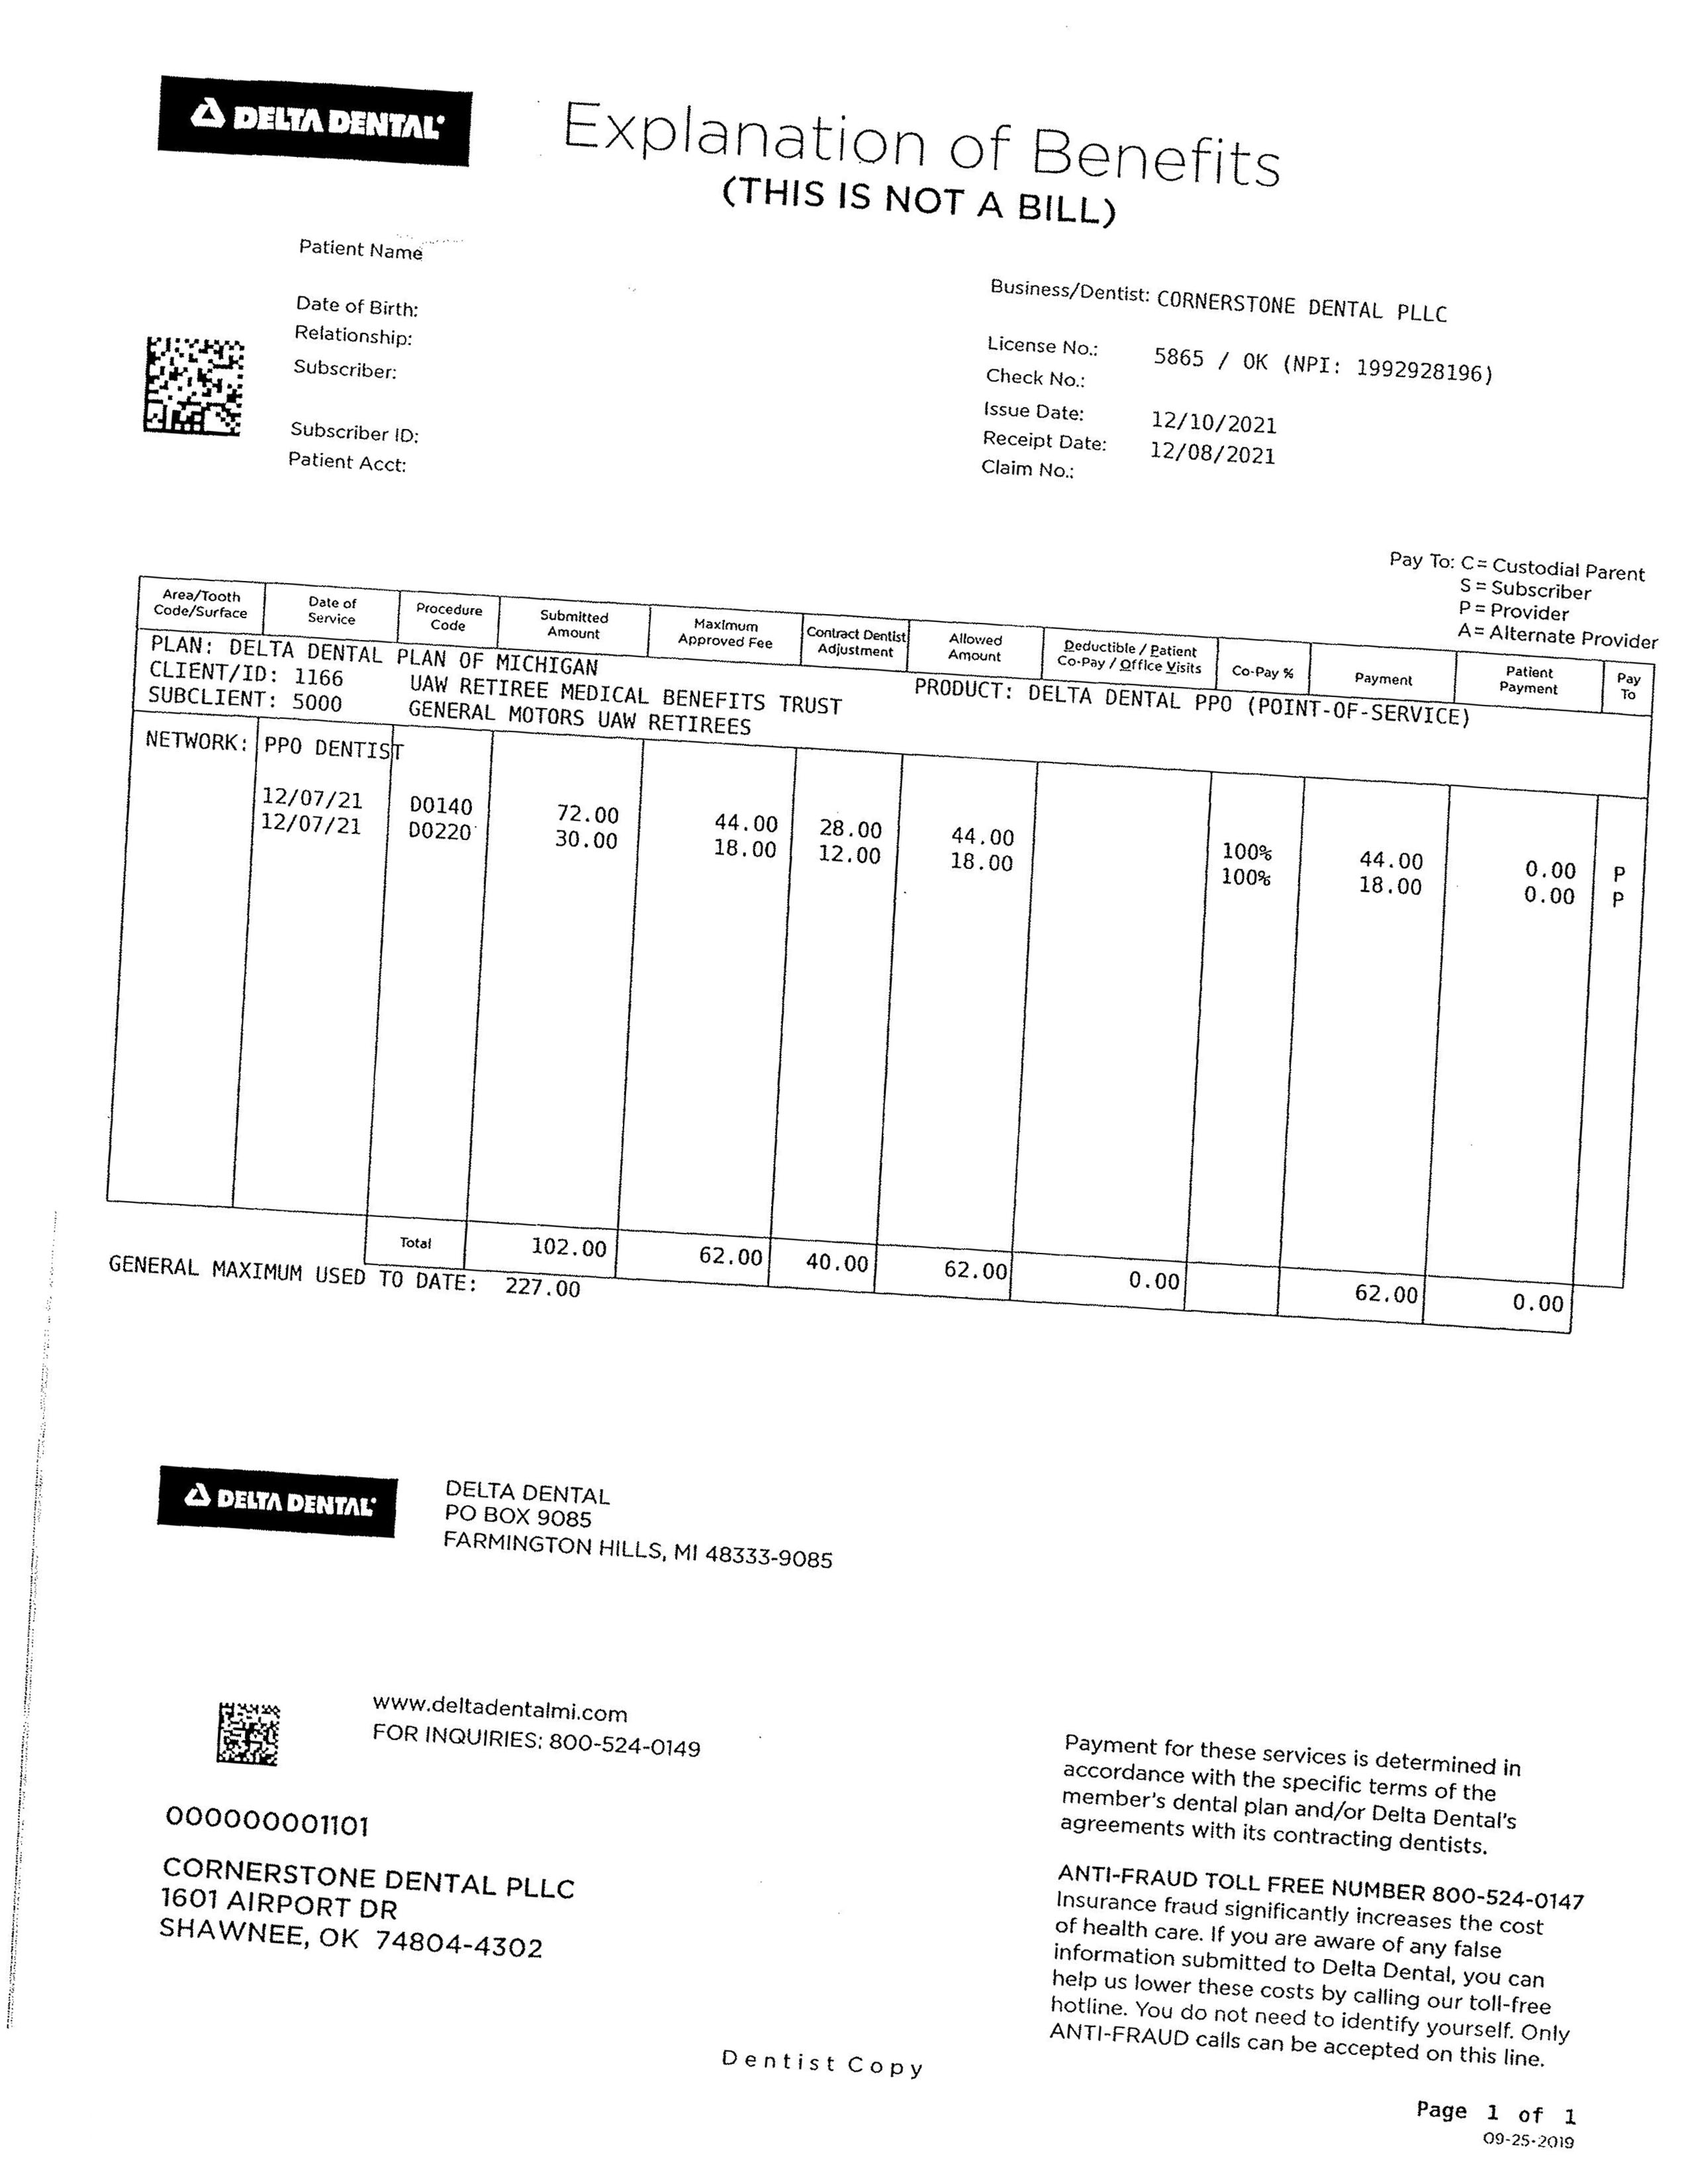 DELTA DENTAL
Explanation of Benefits
(THIS IS NOT A BILL)
Patient Name
Date of Birth:
Relationship:
Subscriber:
Subscriber ID:
Patient Acct:
Business/Dentist: CORNERSTONE DENTAL PLLC
License No.: 5865 / OK (NPI: 1992928196)
Check No.:
Issue Date: 12/10/2021
Receipt Date: 12/08/2021
Claim No.:
Pay To: C = Custodial Parent
S = Subscriber
P = Provider
A = Alternate Provider
Area/Tooth Code/Surface Date of Service Procedure Code Submitted Amount Maximum Approved Fee Contract Dentist Adjustment Allowed Amount Deductible / Patient Co-Pay / Office Visits Co-Pay % Payment Patient Payment Pay To
PLAN: DELTA DENTAL PLAN OF MICHIGAN
CLIENT/ID: 1166 UAW RETIREE MEDICAL BENEFITS TRUST PRODUCT: DELTA DENTAL PPO (POINT-OF-SERVICE)
SUBCLIENT: 5000 GENERAL MOTORS UAW RETIREES
NETWORK: PPO DENTIST
12/07/21 D0140 72.00 44.00 28.00 44.00 100% 44.00 0.00 P
12/07/21 D0220 30.00 18.00 12.00 18.00 100% 18.00 0.00 P
Total 102.00 62.00 40.00 62.00 0.00 62.00 0.00
GENERAL MAXIMUM USED TO DATE: 227.00
DELTA DENTAL
DELTA DENTAL
PO BOX 9085
FARMINGTON HILLS, MI 48333-9085
www.deltadentalmi.com
FOR INQUIRIES: 800-524-0149
000000001101
CORNERSTONE DENTAL PLLC
1601 AIRPORT DR
SHAWNEE, OK 74804-4302
Payment for these services is determined in
accordance with the specific terms of the
member's dental plan and/or Delta Dental's
agreements with its contracting dentists.
ANTI-FRAUD TOLL FREE NUMBER 800-524-0147
Insurance fraud significantly increases the cost
of health care. If you are aware of any false
information submitted to Delta Dental, you can
help us lower these costs by calling our toll-free
hotline. You do not need to identify yourself. Only
ANTI-FRAUD calls can be accepted on this line.
Dentist Copy
Page 1 of 1
09-25-2019